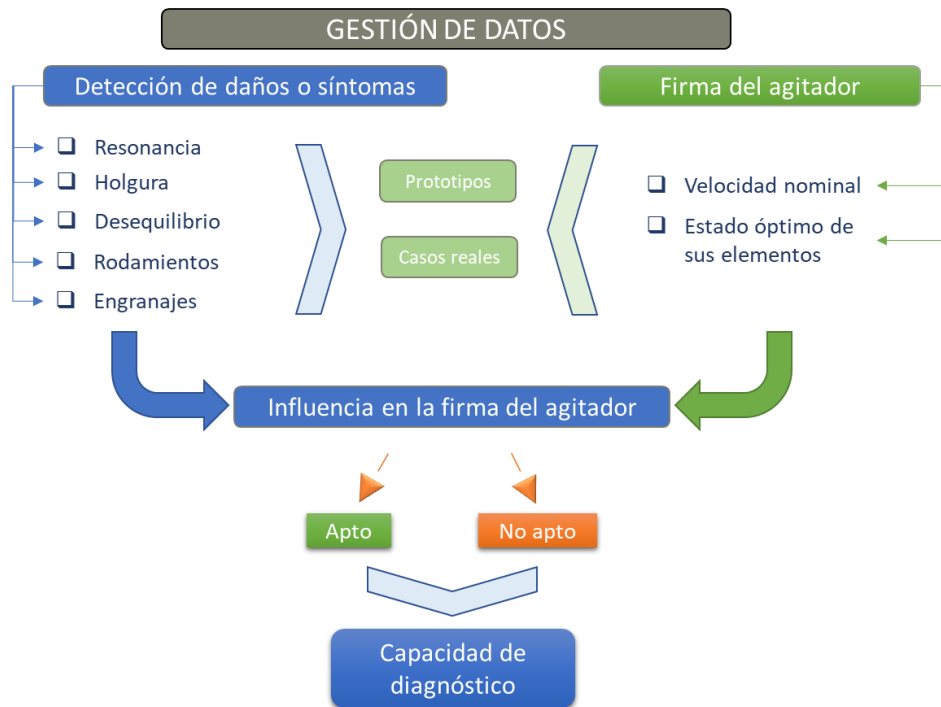 GESTIÓN DE DATOS
Detección de daños o síntomas
Resonancia
Holgura
Desequilibrio
Rodamientos
Engranajes
Prototipos
Casos reales
Firma del agitador
Velocidad nominal
Estado óptimo de
sus elementos
Influencia en la firma del agitador
Apto
No apto
Capacidad de
diagnóstico